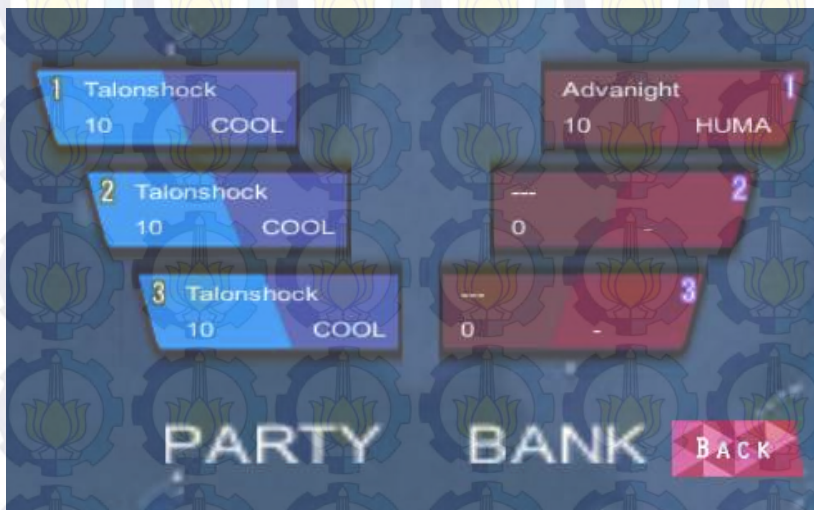 1 Talonshock
10 COOL
2 Talonshock
10 COOL
3 Talonshock
10 COOL
Advanight 1
10 HUMA
--- 2
0 -
--- 3
0 -
PARTY
BANK
BACK